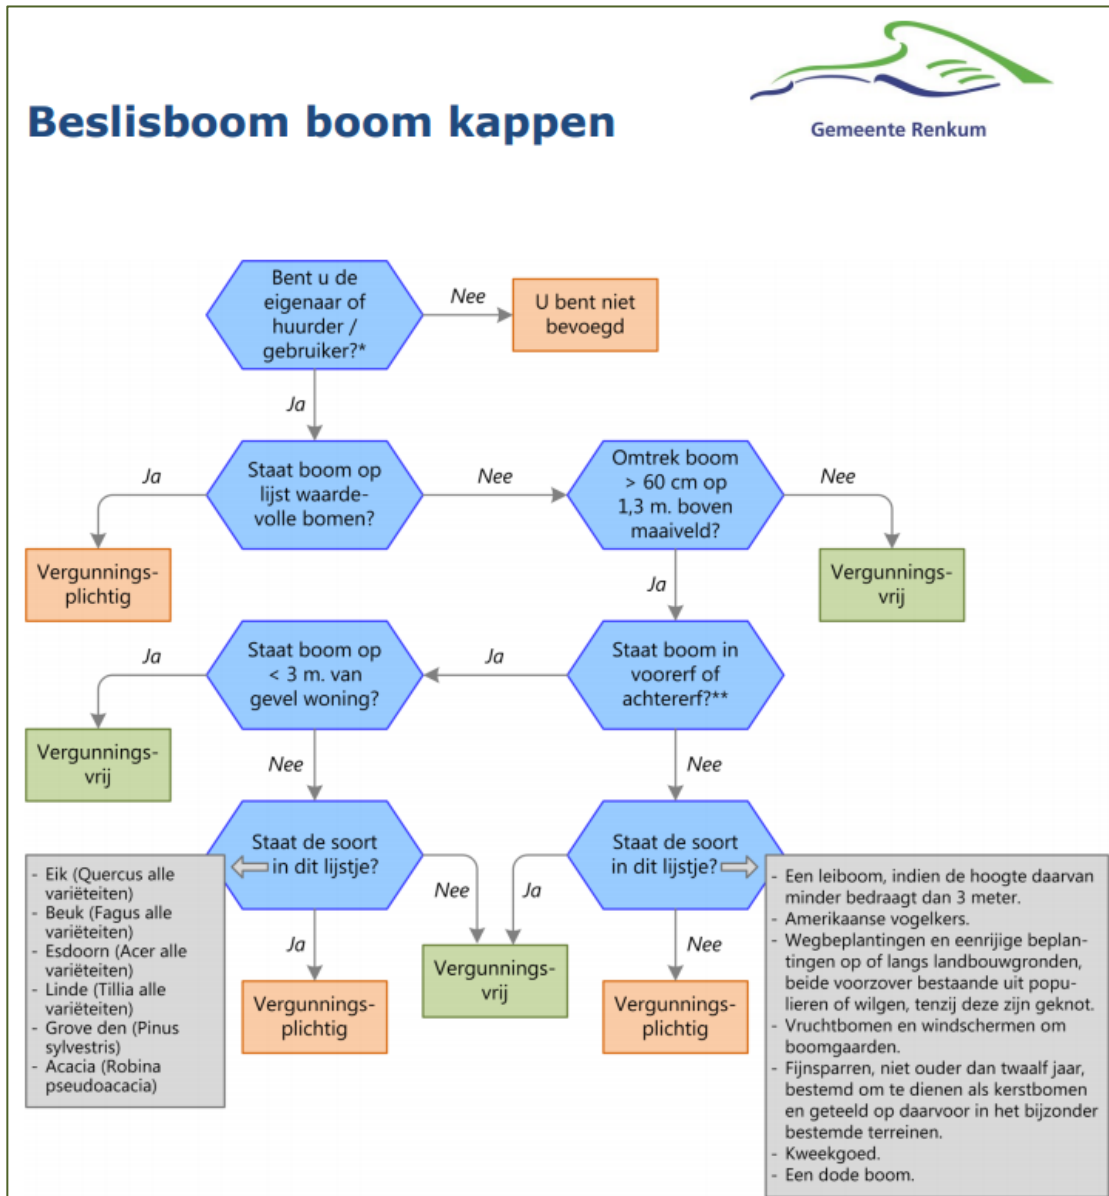 Beslisboom boom kappen
Gemeente Renkum
Bent u de
eigenaar of
huurder /
gebruiker?*
Nee
U bent niet
bevoegd
Ja
Staat boom op
lijst waarde-
volle bomen?
Ja
Nee
Omtrek boom
> 60 cm op
1,3 m. boven
maaiveld?
Nee
Vergunnings-
plichtig
Ja
Vergunnings-
vrij
Staat boom in
voorerf of
achtererf?**
Ja
Staat boom op
< 3 m. van
gevel woning?
Ja
Vergunnings-
vrij
Nee
Nee
Staat de soort
in dit lijstje?
Staat de soort
in dit lijstje?
- Eik (Quercus alle
variëteiten)
- Beuk (Fagus alle
variëteiten)
- Esdoorn (Acer alle
variëteiten)
- Linde (Tillia alle
variëteiten)
- Grove den (Pinus
sylvestris)
- Acacia (Robina
pseudoacacia)
Nee
Ja
Ja
Nee
Vergunnings-
vrij
Vergunnings-
plichtig
Vergunnings-
plichtig
- Een leiboom, indien de hoogte daarvan
minder bedraagt dan 3 meter.
- Amerikaanse vogelkers.
- Wegbeplantingen en eenrijige beplan-
tingen op of langs landbouwgronden,
beide voorzover bestaande uit popu-
lieren of wilgen, tenzij deze zijn geknot.
- Vruchtbomen en windschermen om
boomgaarden.
- Fijnsparren, niet ouder dan twaalf jaar,
bestemd om te dienen als kerstbomen
en geteeld op daarvoor in het bijzonder
bestemde terreinen.
- Kweekgoed.
- Een dode boom.